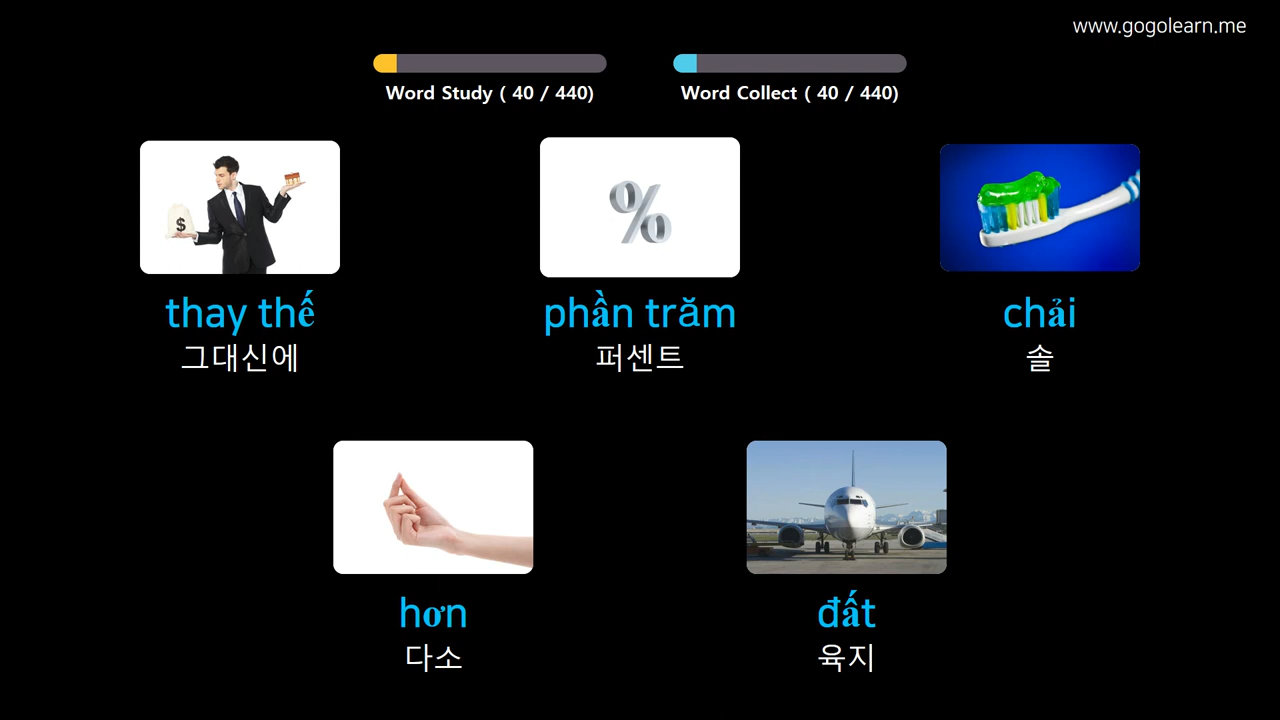 www.gogolearn.me
Word Study ( 40 / 440)
Word Collect ( 40 / 440)
$
%
thay thế
그대신에
phần trăm
퍼센트
chải
솔
hơn
다소
đất
육지